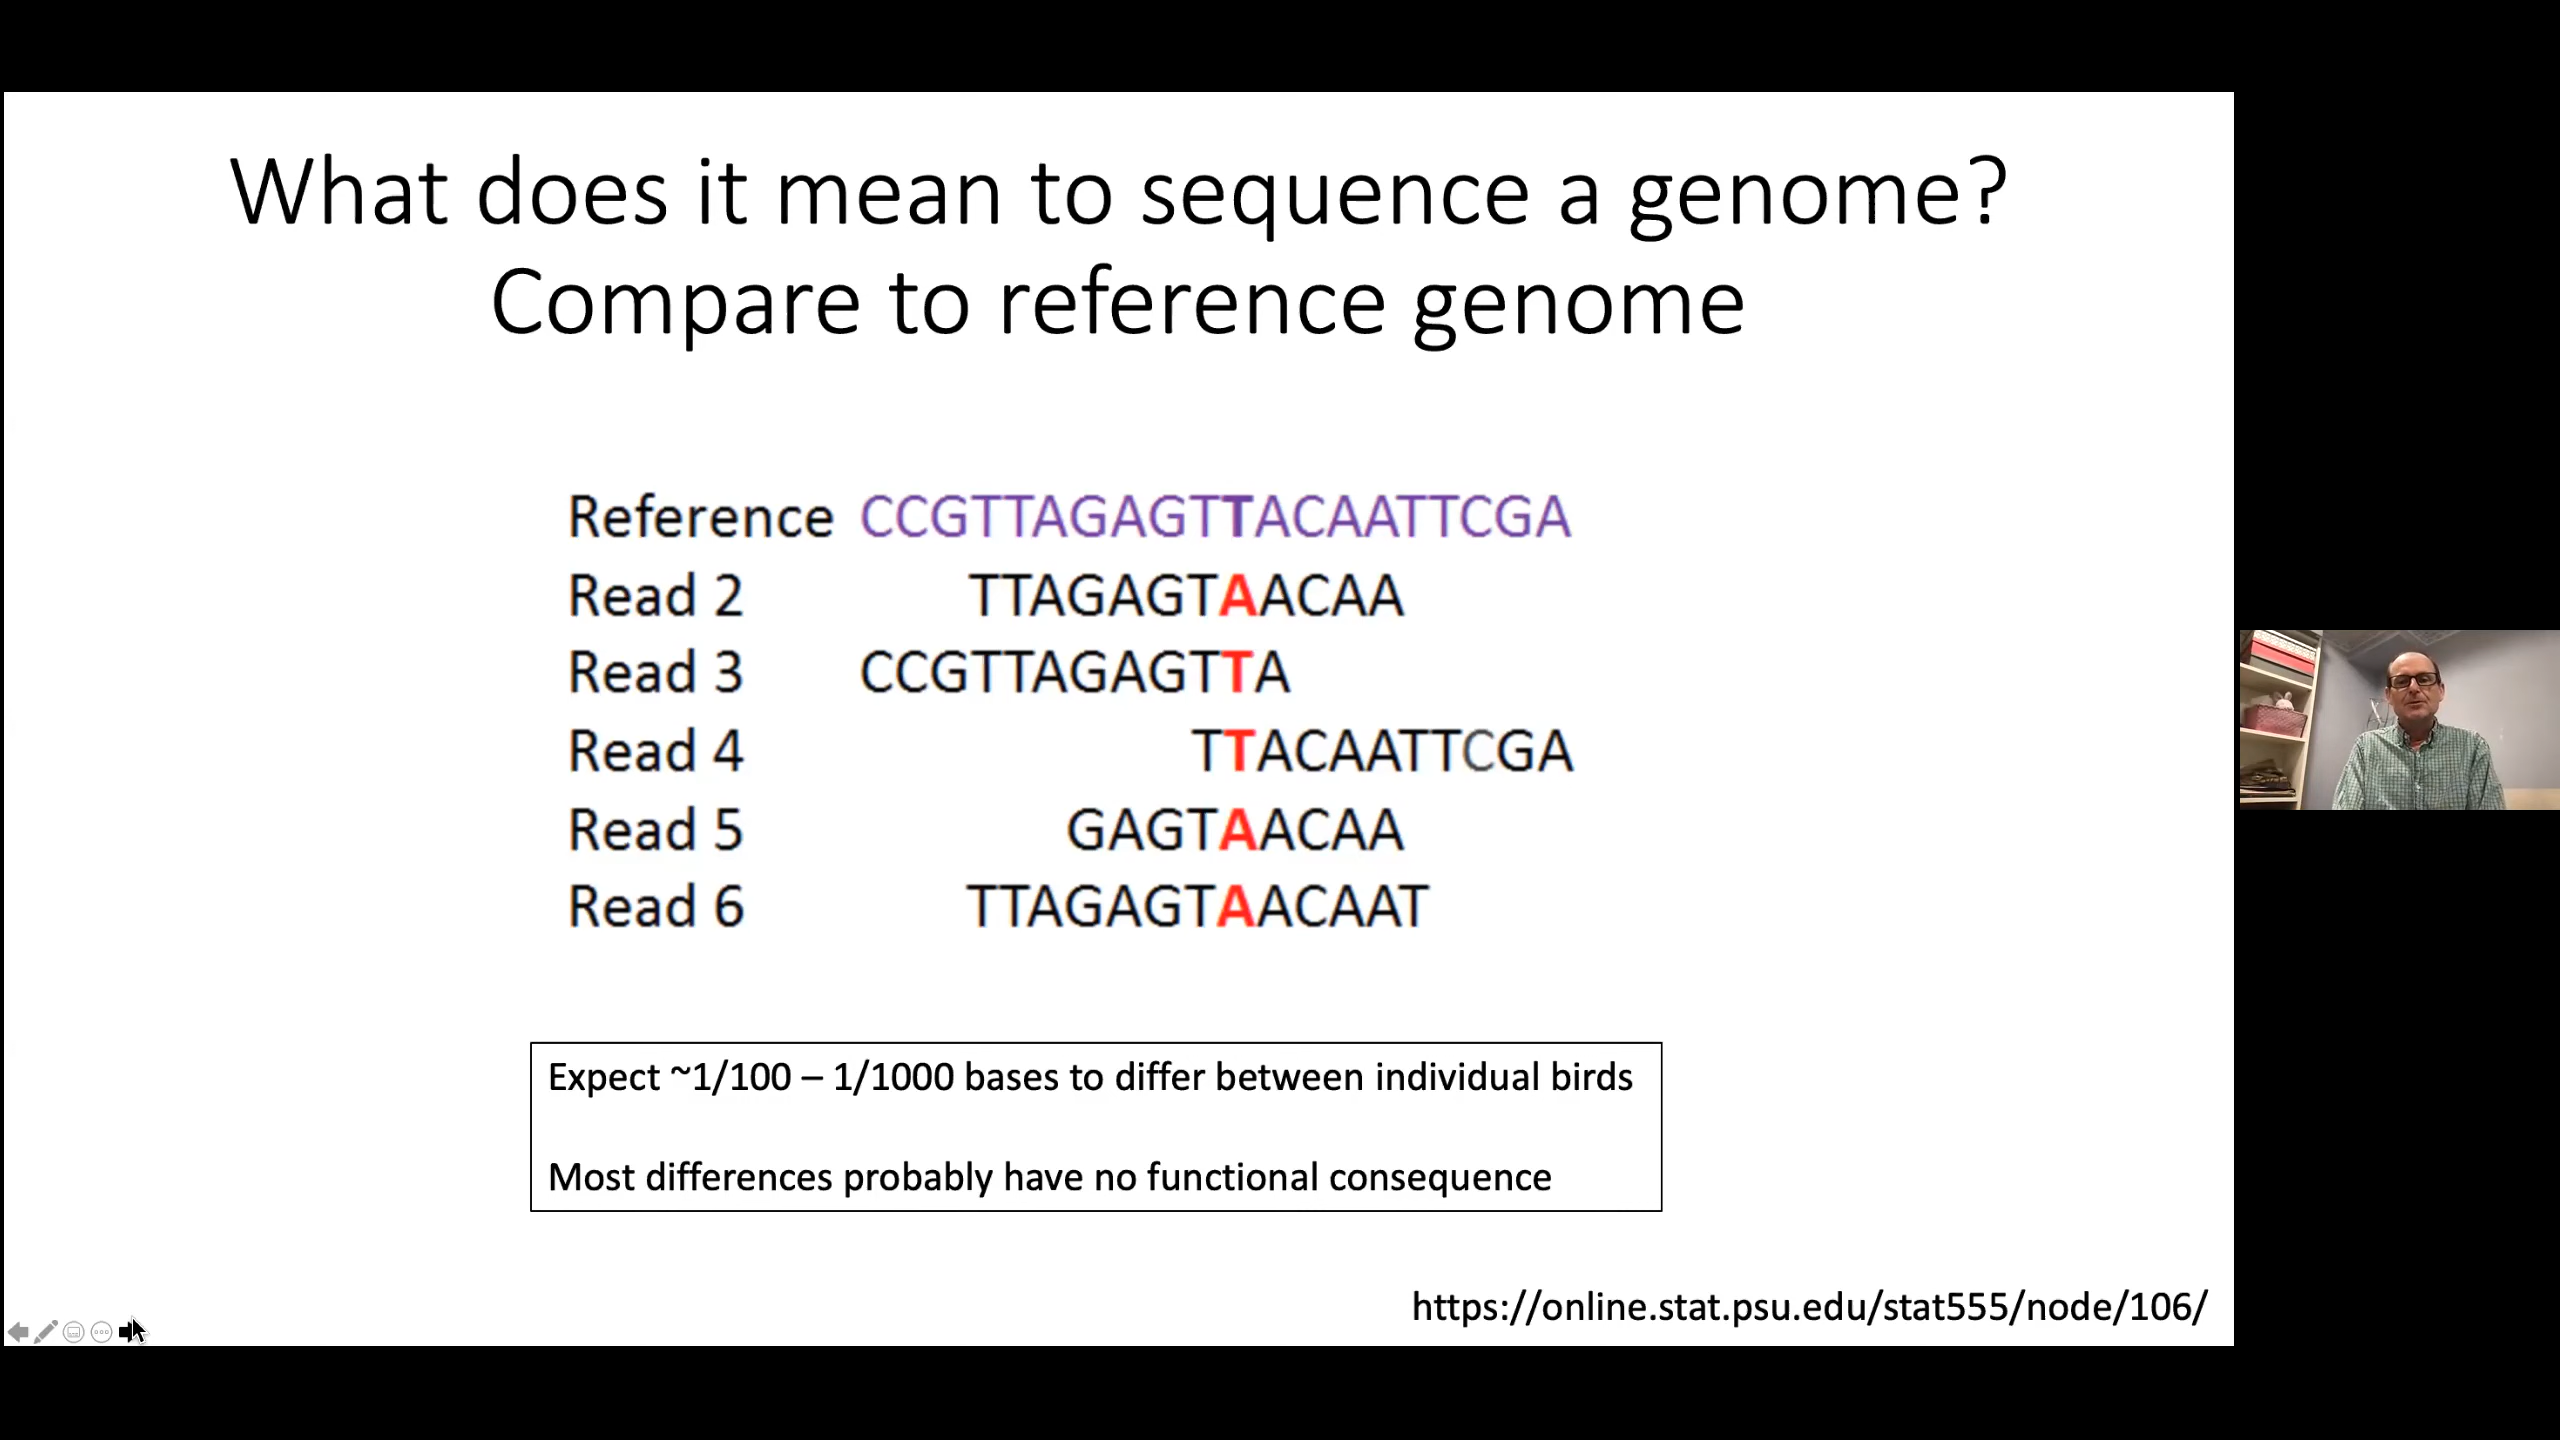 What does it mean to sequence a genome?
Compare to reference genome
Reference CCGTTAGAGTTACAATTCGA
Read 2 TTAGAGTAACAA
Read 3 CCGTTAGAGTTA
Read 4 TTACAATTCGA
Read 5 GAGTAACAA
Read 6 TTAGAGTAACAAT
Expect ~1/100 – 1/1000 bases to differ between individual birds
Most differences probably have no functional consequence
https://online.stat.psu.edu/stat555/node/106/